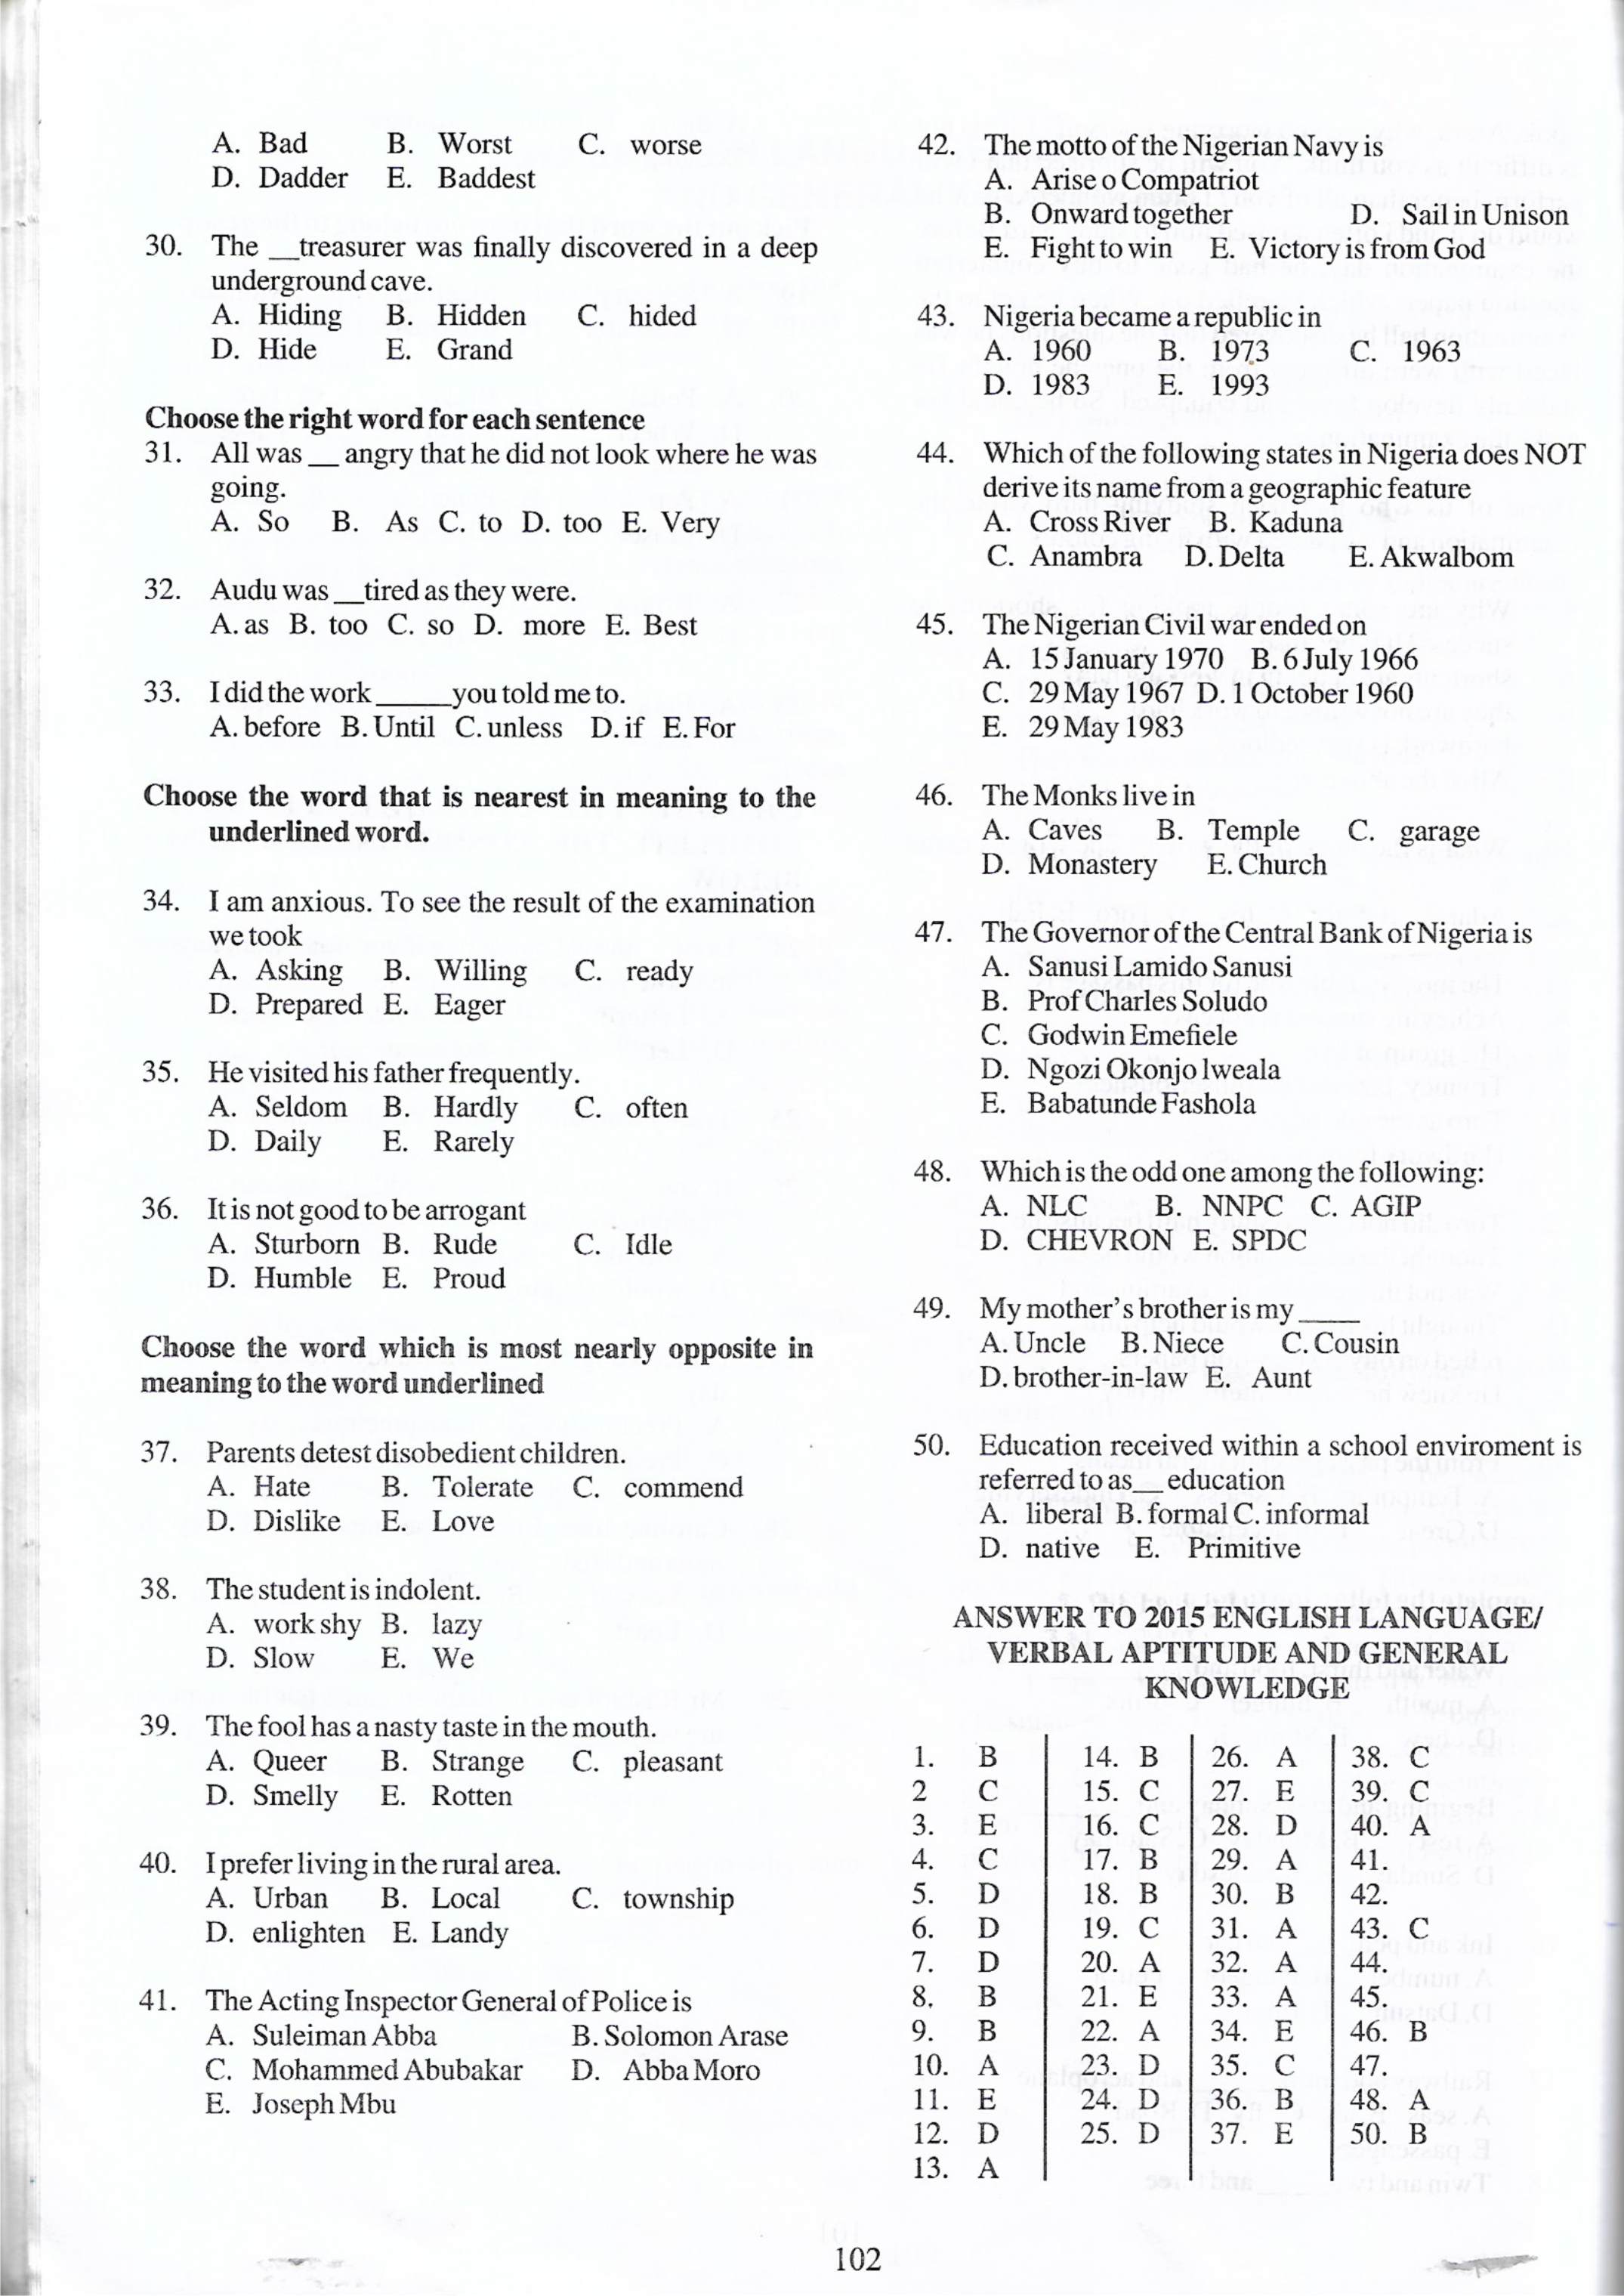 A. Bad B. Worst C. worse
D. Dadder E. Baddest
30. The __treasurer was finally discovered in a deep
underground cave.
A. Hiding B. Hidden C. hided
D. Hide E. Grand
Choose the right word for each sentence
31. All was __ angry that he did not look where he was
going.
A. So B. As C. to D. too E. Very
32. Audu was __tired as they were.
A. as B. too C. so D. more E. Best
33. I did the work _____you told me to.
A. before B. Until C. unless D. if E. For
Choose the word that is nearest in meaning to the
underlined word.
34. I am anxious. To see the result of the examination
we took
A. Asking B. Willing C. ready
D. Prepared E. Eager
35. He visited his father frequently.
A. Seldom B. Hardly C. often
D. Daily E. Rarely
36. It is not good to be arrogant
A. Sturborn B. Rude C. Idle
D. Humble E. Proud
Choose the word which is most nearly opposite in
meaning to the word underlined
37. Parents detest disobedient children.
A. Hate B. Tolerate C. commend
D. Dislike E. Love
38. The student is indolent.
A. work shy B. lazy
D. Slow E. We
39. The fool has a nasty taste in the mouth.
A. Queer B. Strange C. pleasant
D. Smelly E. Rotten
40. I prefer living in the rural area.
A. Urban B. Local C. township
D. enlighten E. Landy
41. The Acting Inspector General of Police is
A. Suleiman Abba B. Solomon Arase
C. Mohammed Abubakar D. Abba Moro
E. Joseph Mbu
42. The motto of the Nigerian Navy is
A. Arise o Compatriot
B. Onward together D. Sail in Unison
E. Fight to win E. Victory is from God
43. Nigeria became a republic in
A. 1960 B. 1973 C. 1963
D. 1983 E. 1993
44. Which of the following states in Nigeria does NOT
derive its name from a geographic feature
A. Cross River B. Kaduna
C. Anambra D. Delta E. Akwalbom
45. The Nigerian Civil war ended on
A. 15 January 1970 B. 6 July 1966
C. 29 May 1967 D. 1 October 1960
E. 29 May 1983
46. The Monks live in
A. Caves B. Temple C. garage
D. Monastery E. Church
47. The Governor of the Central Bank of Nigeria is
A. Sanusi Lamido Sanusi
B. Prof Charles Soludo
C. Godwin Emefiele
D. Ngozi Okonjo lweala
E. Babatunde Fashola
48. Which is the odd one among the following:
A. NLC B. NNPC C. AGIP
D. CHEVRON E. SPDC
49. My mother's brother is my ____
A. Uncle B. Niece C. Cousin
D. brother-in-law E. Aunt
50. Education received within a school enviroment is
referred to as__ education
A. liberal B. formal C. informal
D. native E. Primitive
ANSWER TO 2015 ENGLISH LANGUAGE/
VERBAL APTITUDE AND GENERAL
KNOWLEDGE
1. B 14. B 26. A 38. C
2 C 15. C 27. E 39. C
3. E 16. C 28. D 40. A
4. C 17. B 29. A 41.
5. D 18. B 30. B 42.
6. D 19. C 31. A 43. C
7. D 20. A 32. A 44.
8. B 21. E 33. A 45.
9. B 22. A 34. E 46. B
10. A 23. D 35. C 47.
11. E 24. D 36. B 48. A
12. D 25. D 37. E 50. B
13. A
102